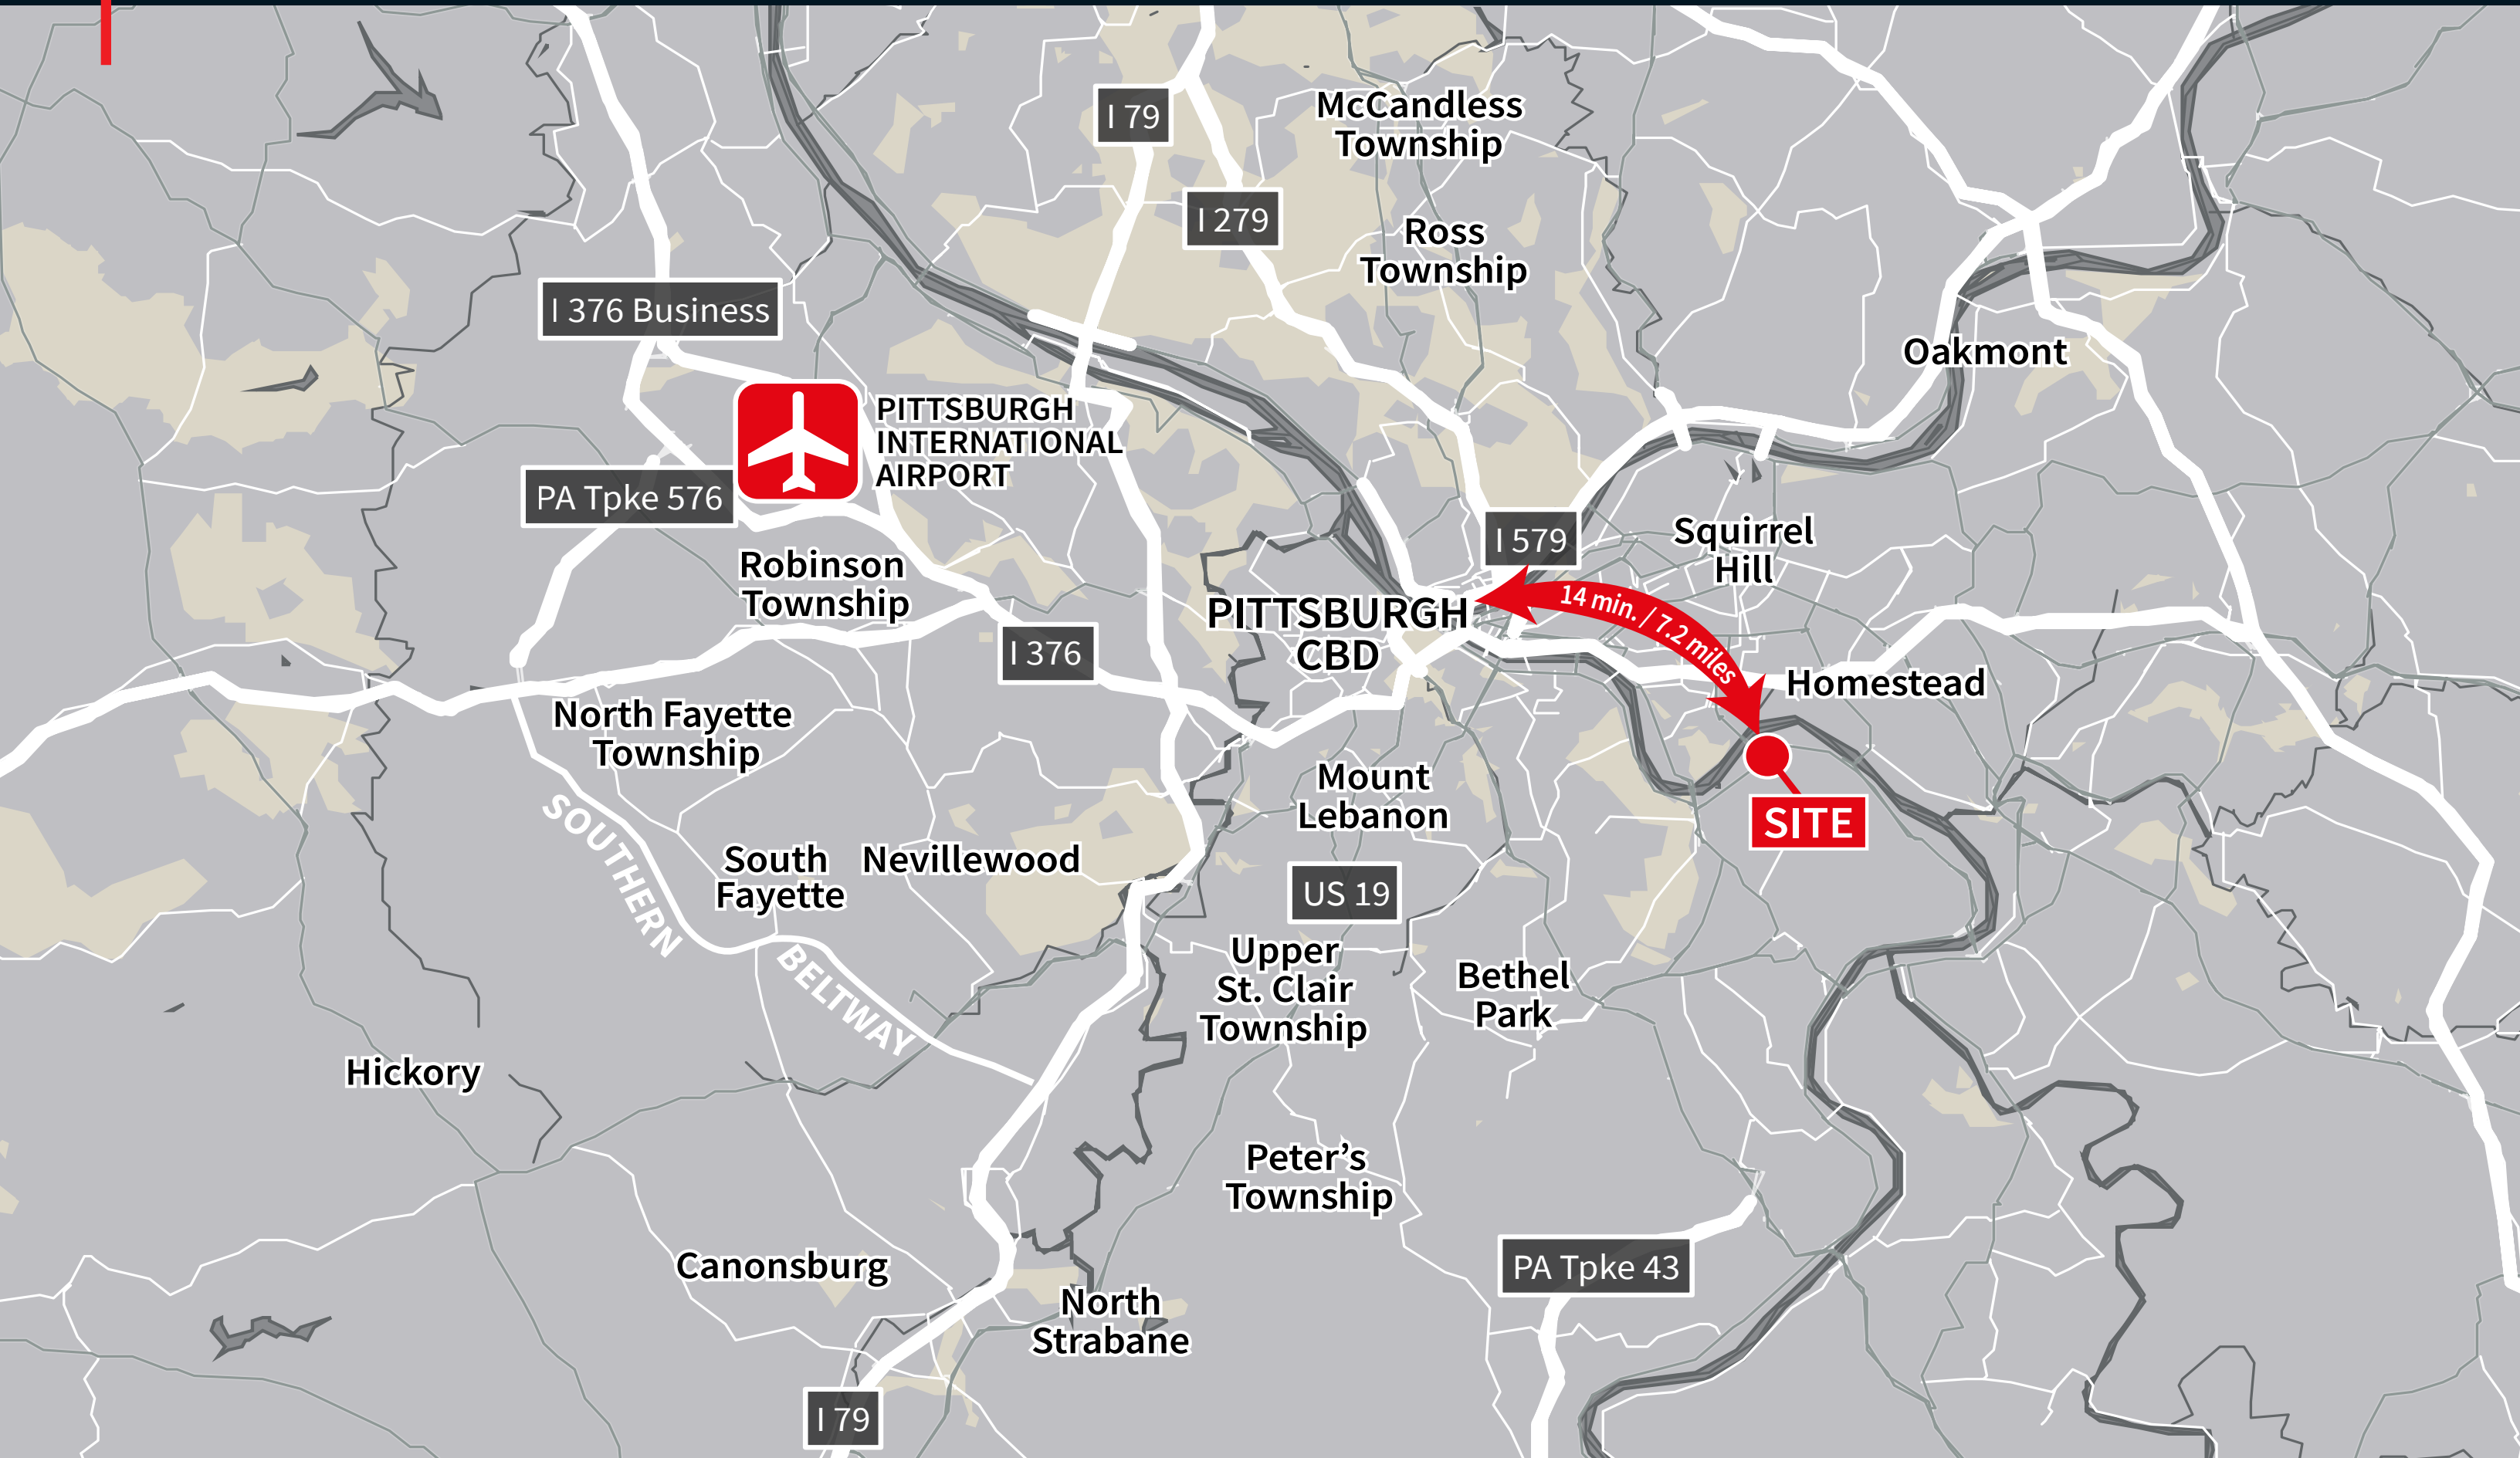 I 79
McCandless
Township
I 279
Ross
Township
I 376 Business
Oakmont
PITTSBURGH
INTERNATIONAL
AIRPORT
PA Tpke 576
I 579
Squirrel
Hill
Robinson
Township
14 min. / 7.2 miles
PITTSBURGH
CBD
I 376
Homestead
North Fayette
Township
Mount
Lebanon
SITE
SOUTHERN
BELTWAY
South
Fayette
Nevillewood
US 19
Upper
St. Clair
Township
Bethel
Park
Hickory
Peter’s
Township
Canonsburg
PA Tpke 43
North
Strabane
I 79